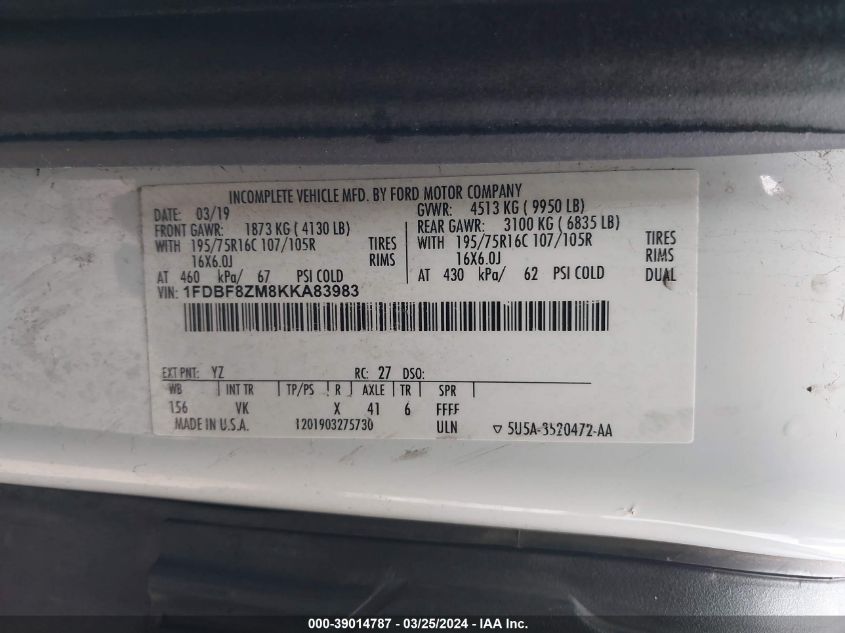 INCOMPLETE VEHICLE MFD. BY FORD MOTOR COMPANY
DATE: 03/19 GVWR: 4513 KG ( 9950 LB)
FRONT GAWR: 1873 KG ( 4130 LB) REAR GAWR: 3100 KG ( 6835 LB)
WITH 195/75R16C 107/105R TIRES WITH 195/75R16C 107/105R TIRES
16X6.0J RIMS 16X6.0J RIMS
AT 460 kPa/ 67 PSI COLD AT 430 kPa/ 62 PSI COLD DUAL
VIN: 1FDBF8ZM8KKA83983
EXT PNT: YZ RC: 27 DSO:
WB INT TR TP/PS R AXLE TR SPR
156 VK X 41 6 FFFF
MADE IN U.S.A. 1201903275730 ULN ▽ 5U5A-3520472-AA
000-39014787 - 03/25/2024 - IAA Inc.